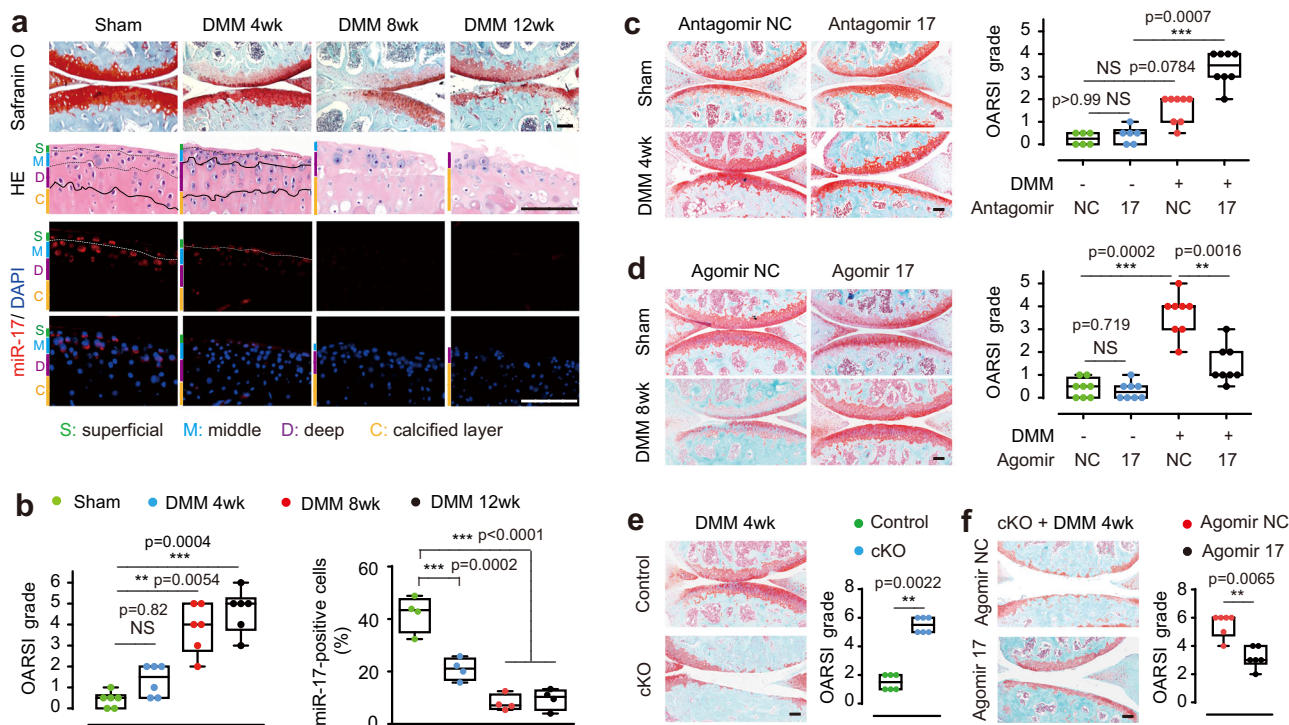 a
Sham DMM 4wk DMM 8wk DMM 12wk
Safranin O
HE
S
M
D
C
miR-17/ DAPI
S
M
D
C
S
M
D
C
S: superficial M: middle D: deep C: calcified layer
b
Sham DMM 4wk DMM 8wk DMM 12wk
OARSI grade
6
5
4
3
2
1
0
p=0.0004
***
** p=0.0054
p=0.82
NS
miR-17-positive cells
(%)
60
40
20
0
*** p<0.0001
*** p=0.0002
c
Antagomir NC Antagomir 17
Sham
DMM 4wk
OARSI grade
5
4
3
2
1
0
p=0.0007
***
NS p=0.0784
p>0.99 NS
DMM - - + +
Antagomir NC 17 NC 17
d
Agomir NC Agomir 17
Sham
DMM 8wk
OARSI grade
5
4
3
2
1
0
p=0.0002 p=0.0016
*** **
p=0.719
NS
DMM - - + +
Agomir NC 17 NC 17
e
DMM 4wk
Control
cKO
Control
cKO
OARSI grade
6
4
2
0
p=0.0022
**
f
cKO + DMM 4wk
Agomir NC
Agomir 17
Agomir NC
Agomir 17
OARSI grade
6
4
2
0
p=0.0065
**